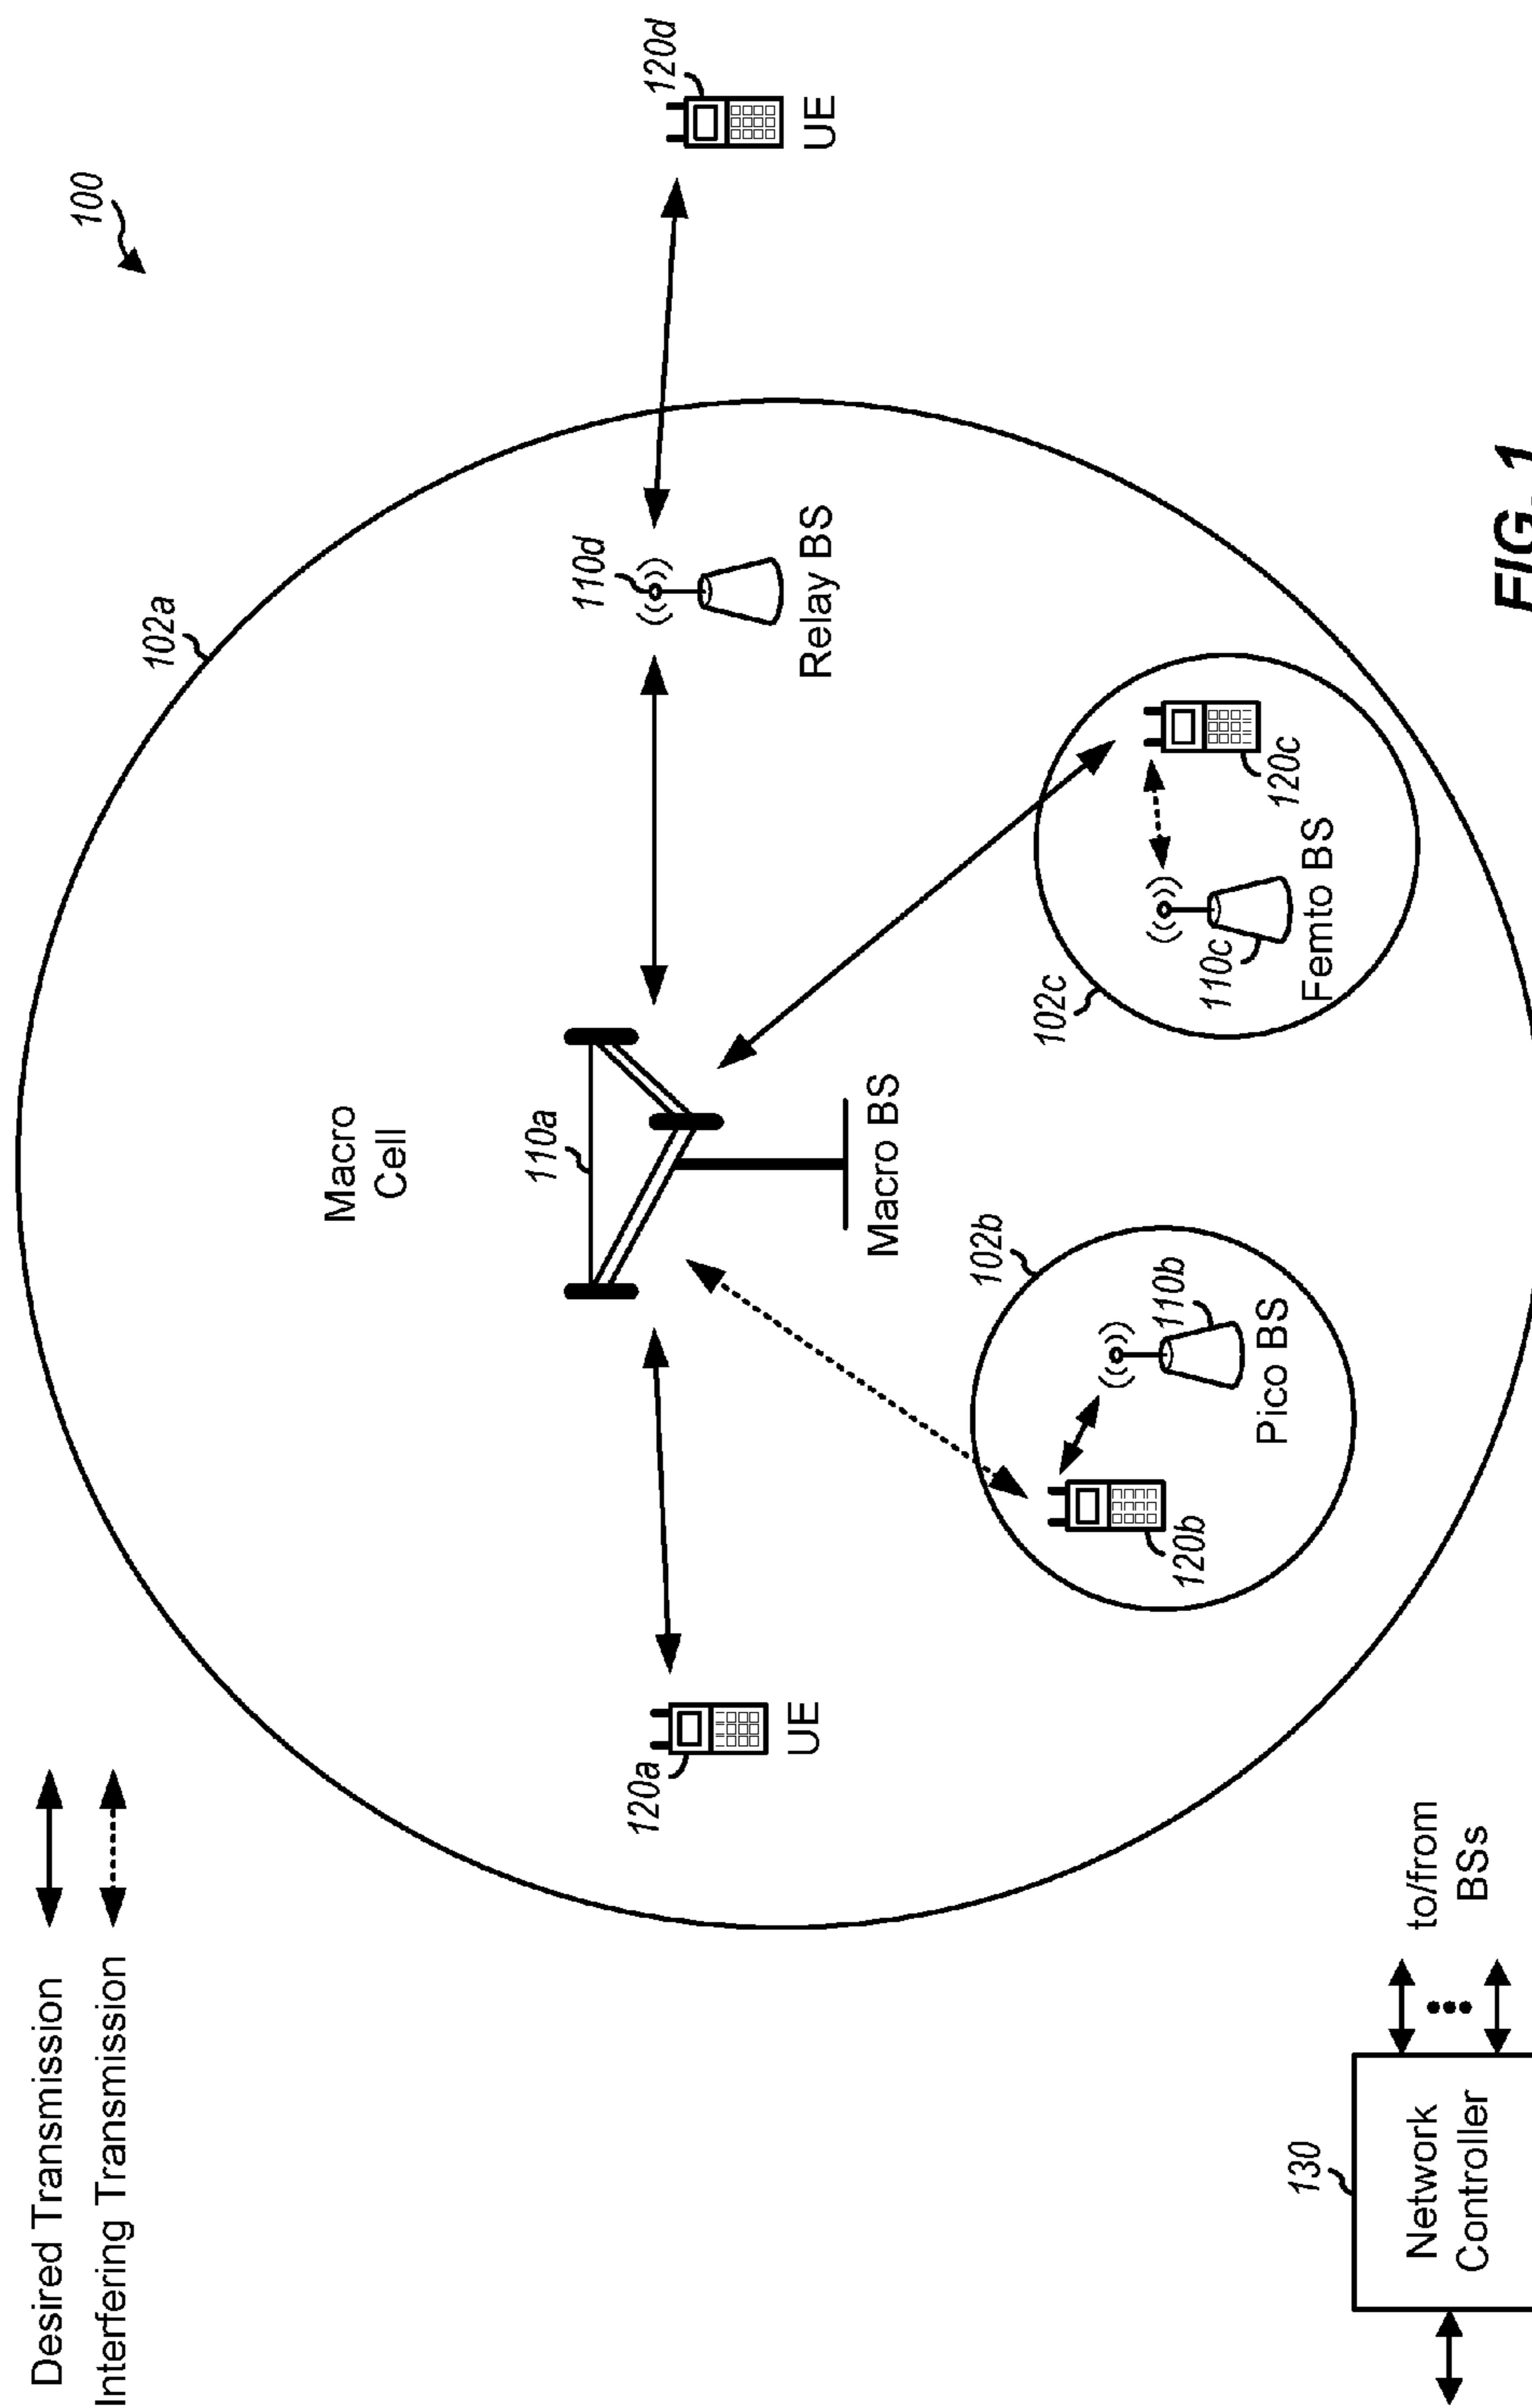 Desired Transmission
Interfering Transmission
100
102a
Macro
Cell
110a
110d
120d
120a
UE
Macro BS
Relay BS
UE
102b
110b
Pico BS
120b
102c
110c
Femto BS
120c
130
Network
Controller
to/from
BSs
FIG. 1